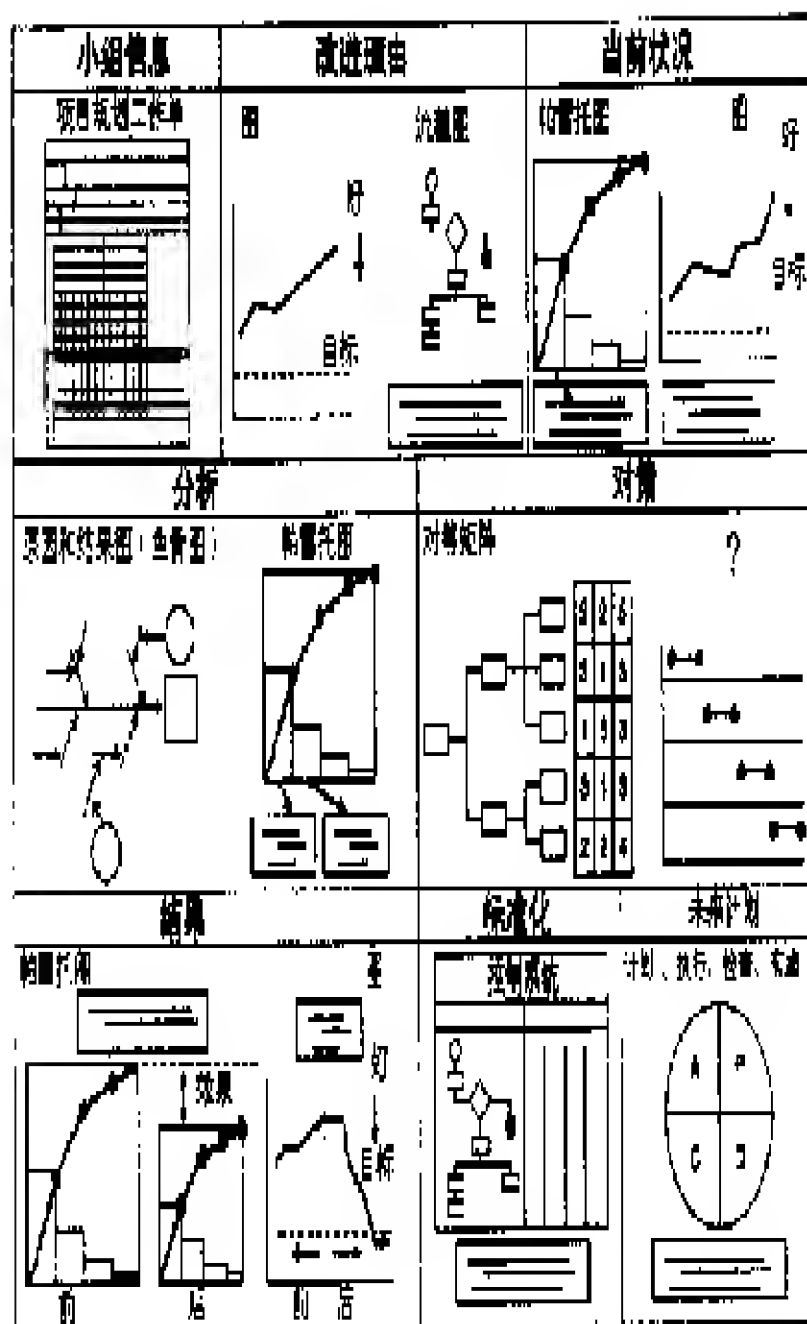 小组信息
改进理由
当前状况
项目规划工作单
图
流程图
好
目标
帕雷托图
图
好
目标
分析
对策
原因和结果图（鱼骨图）
帕雷托图
对策矩阵
?
结果
标准化
未来计划
帕雷托图
效果
好
目标
前
后
前 后
控制系统
计划、执行、检查、实施
A P
C D